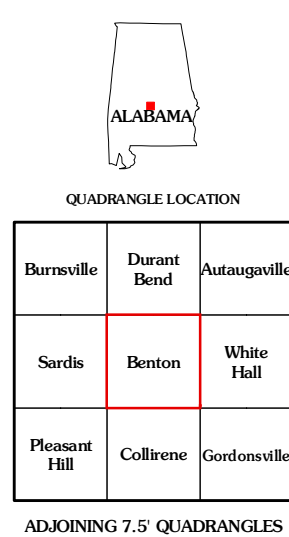 ALABAMA
QUADRANGLE LOCATION
Burnsville
Durant
Bend
Autaugaville
Sardis
Benton
White
Hall
Pleasant
Hill
Collirene
Gordonsville
ADJOINING 7.5' QUADRANGLES